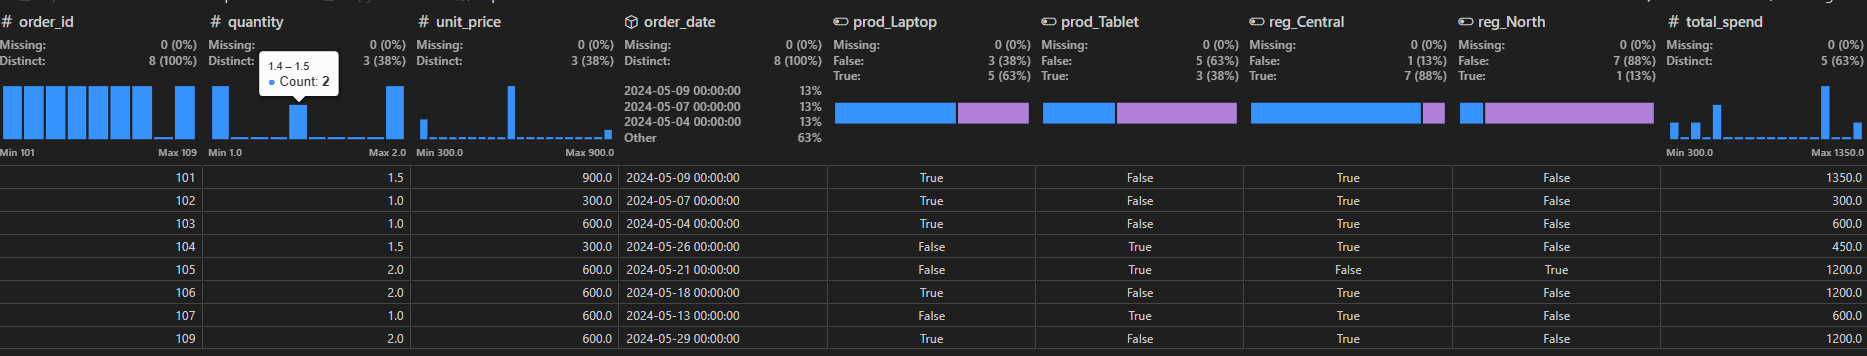 # order_id # quantity # unit_price order_date prod_Laptop prod_Tablet reg_Central reg_North # total_spend
Missing: 0 (0%) Missing: 0 (0%) Missing: 0 (0%) Missing: 0 (0%) Missing: 0 (0%) Missing: 0 (0%) Missing: 0 (0%) Missing: 0 (0%) Missing: 0 (0%)
Distinct: 8 (100%) Distinct: 3 (38%) Distinct: 3 (38%) Distinct: 8 (100%) False: 3 (38%) False: 5 (63%) False: 1 (13%) False: 7 (88%) Distinct: 5 (63%)
True: 5 (63%) True: 3 (38%) True: 7 (88%) True: 1 (13%)
1.4 – 1.5
Count: 2
2024-05-09 00:00:00 13%
2024-05-07 00:00:00 13%
2024-05-04 00:00:00 13%
Other 63%
Min 101 Max 109 Min 1.0 Max 2.0 Min 300.0 Max 900.0 Min 300.0 Max 1350.0
101 1.5 900.0 2024-05-09 00:00:00 True False True False 1350.0
102 1.0 300.0 2024-05-07 00:00:00 True False True False 300.0
103 1.0 600.0 2024-05-04 00:00:00 True False True False 600.0
104 1.5 300.0 2024-05-26 00:00:00 False True True False 450.0
105 2.0 600.0 2024-05-21 00:00:00 False True False True 1200.0
106 2.0 600.0 2024-05-18 00:00:00 True False True False 1200.0
107 1.0 600.0 2024-05-13 00:00:00 False True True False 600.0
109 2.0 600.0 2024-05-29 00:00:00 True False True False 1200.0